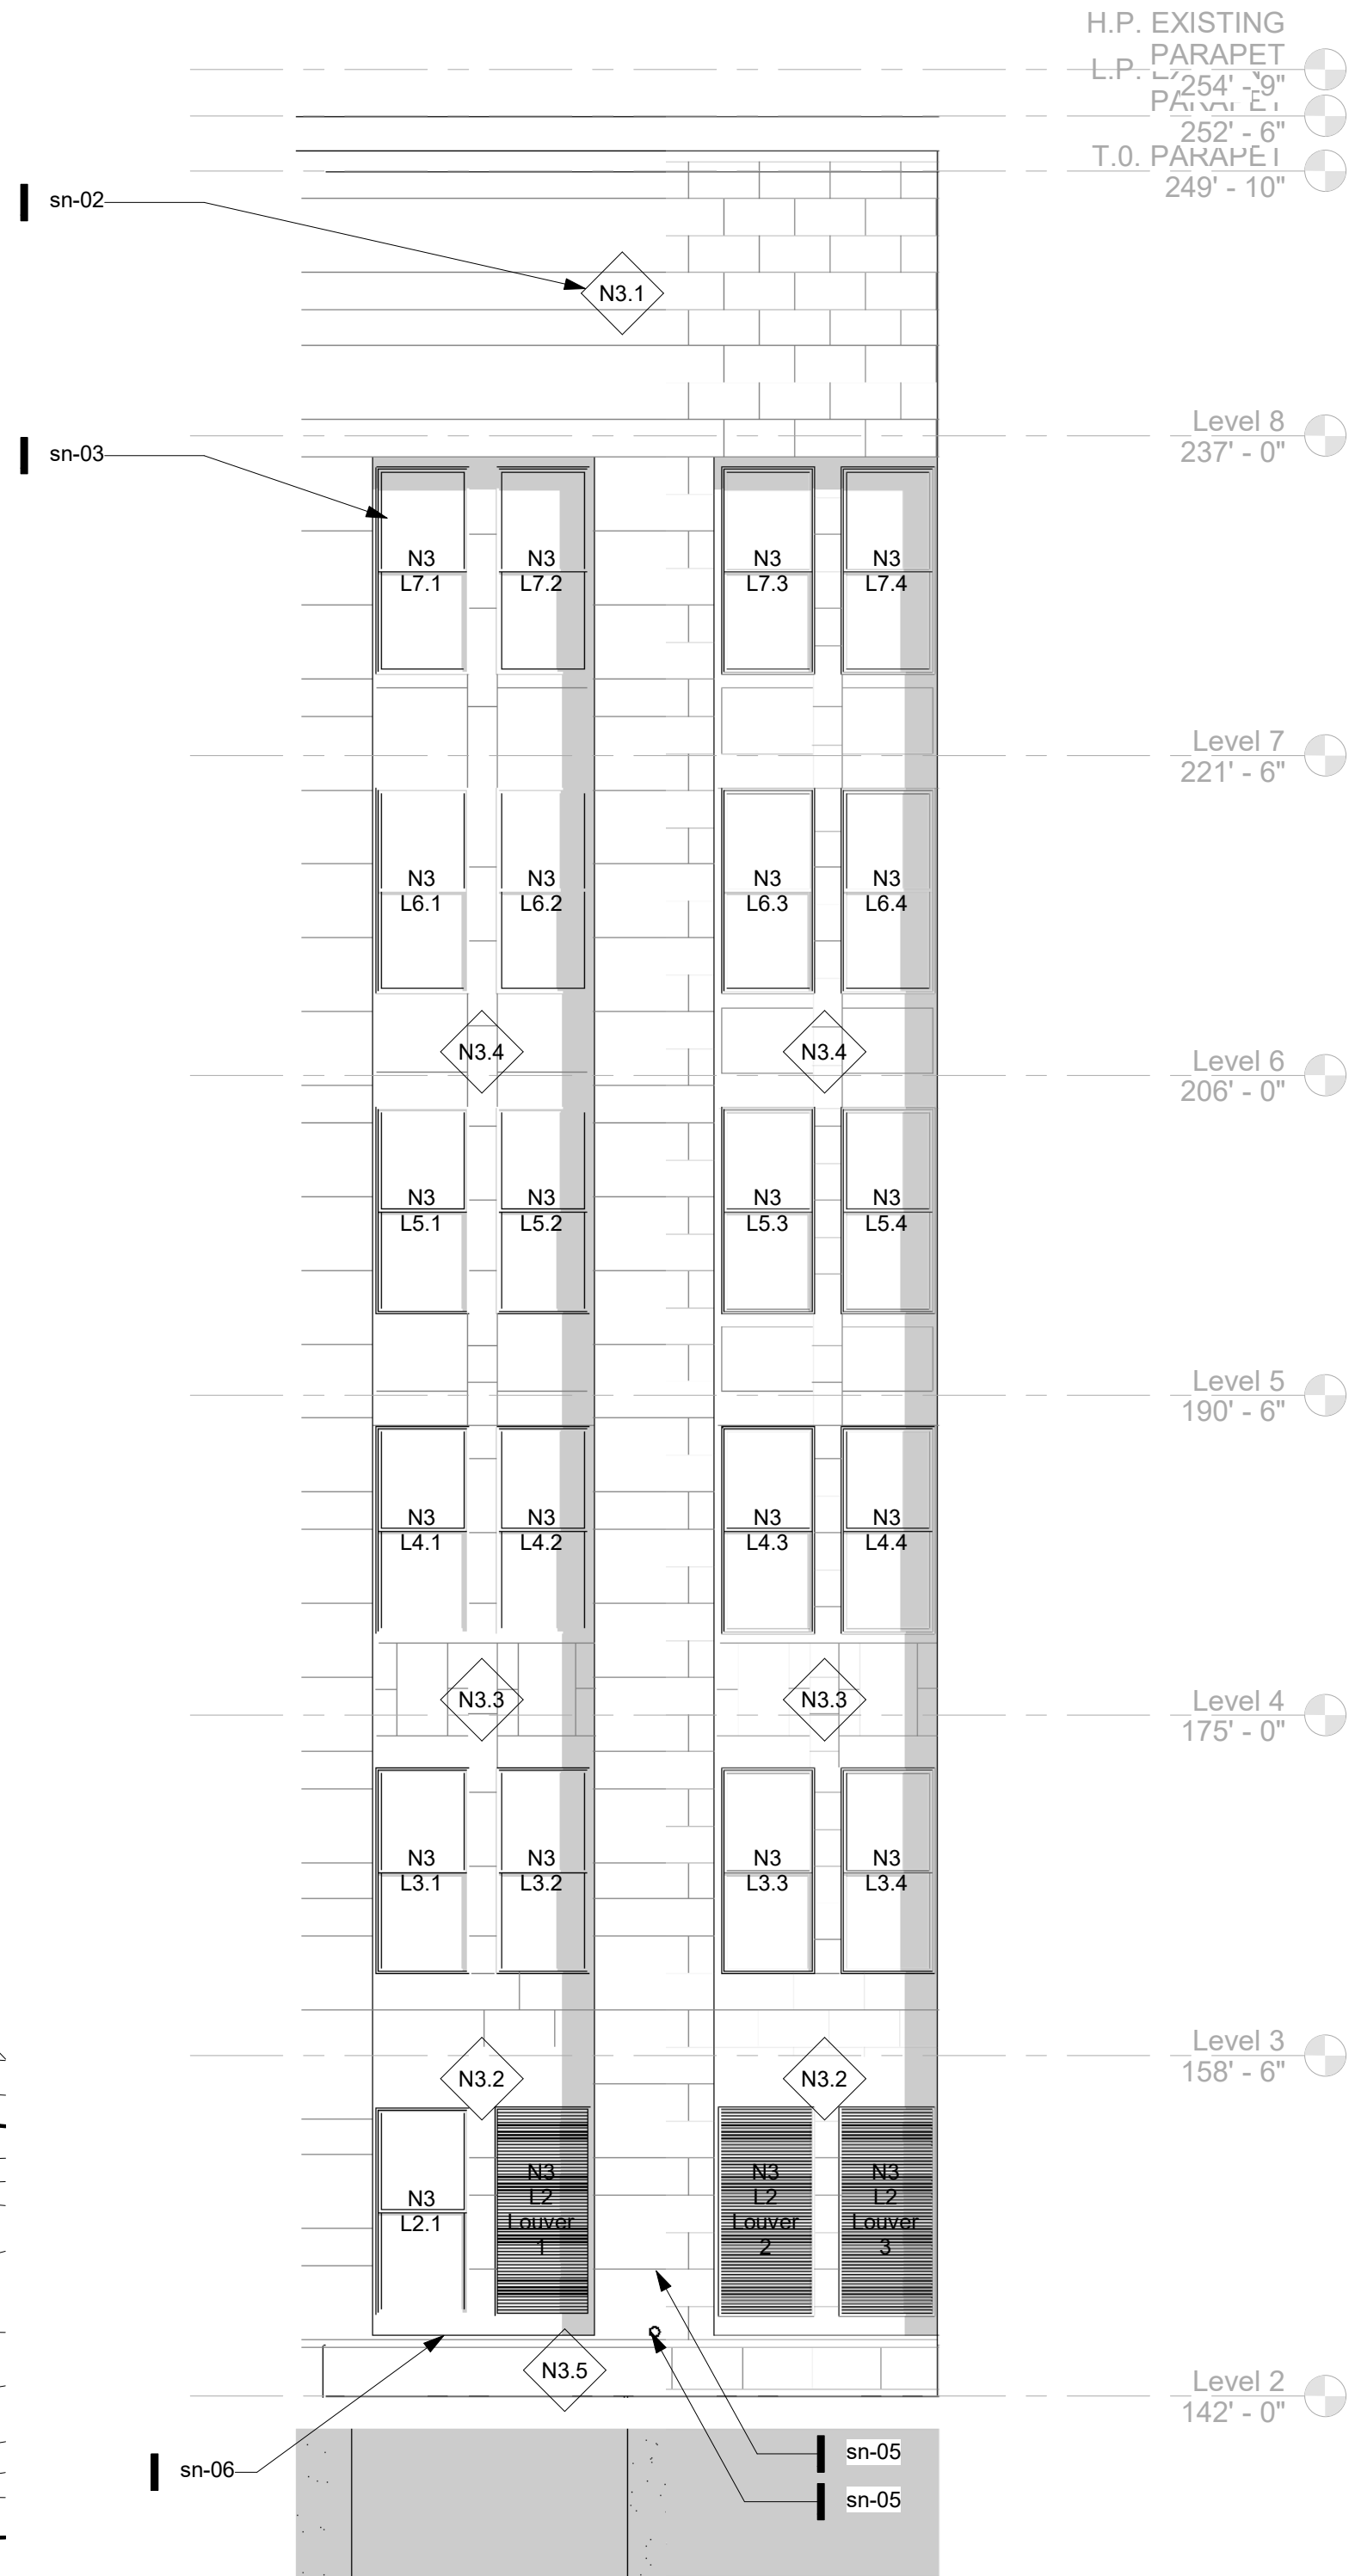 H.P. EXISTING
PARAPET
254' - 9"
L.P.
PARAPET
252' - 6"
T.0. PARAPET
249' - 10"
sn-02
N3.1
Level 8
237' - 0"
sn-03
N3
L7.1
N3
L7.2
N3
L7.3
N3
L7.4
Level 7
221' - 6"
N3
L6.1
N3
L6.2
N3
L6.3
N3
L6.4
N3.4
N3.4
Level 6
206' - 0"
N3
L5.1
N3
L5.2
N3
L5.3
N3
L5.4
Level 5
190' - 6"
N3
L4.1
N3
L4.2
N3
L4.3
N3
L4.4
N3.3
N3.3
Level 4
175' - 0"
N3
L3.1
N3
L3.2
N3
L3.3
N3
L3.4
Level 3
158' - 6"
N3.2
N3.2
N3
L2.1
N3
L2
Louver
1
N3
L2
Louver
2
N3
L2
Louver
3
N3.5
Level 2
142' - 0"
sn-05
sn-06
sn-05